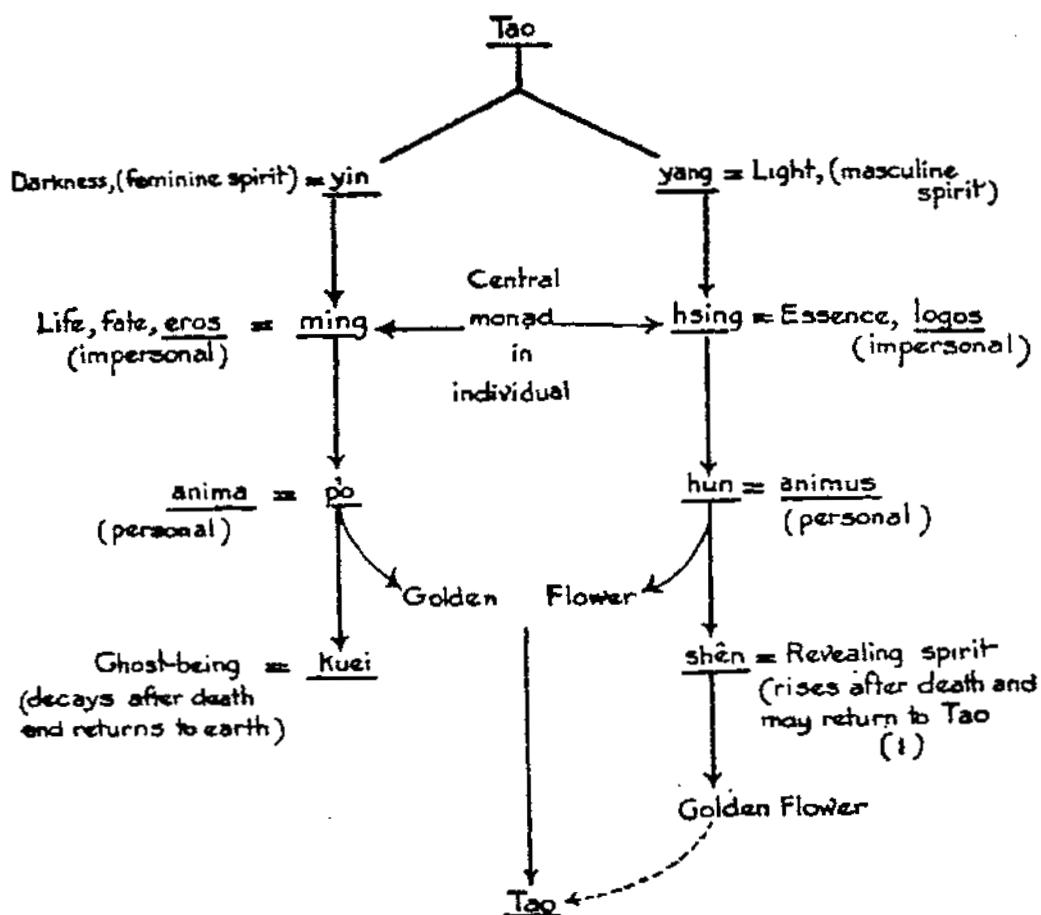 Tao
Darkness, (feminine spirit) = yin
yang = Light, (masculine
spirit)
Central
monad
in
individual
Life, fate, eros = ming
(impersonal)
hsing = Essence, logos
(impersonal)
anima = p'o
(personal)
hun = animus
(personal)
Golden Flower
Ghost-being = kuei
(decays after death
and returns to earth)
shên = Revealing spirit
(rises after death and
may return to Tao
(1)
Golden Flower
Tao